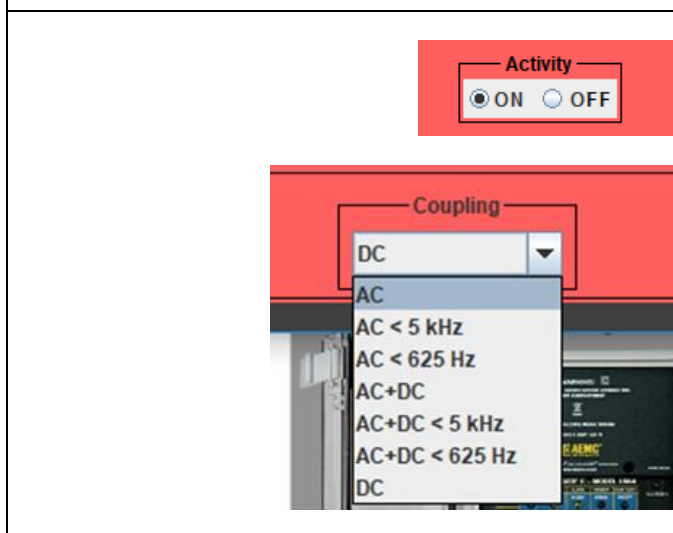 Activity
ON OFF
Coupling
DC
AC
AC < 5 kHz
AC < 625 Hz
AC+DC
AC+DC < 5 kHz
AC+DC < 625 Hz
DC
AEMC